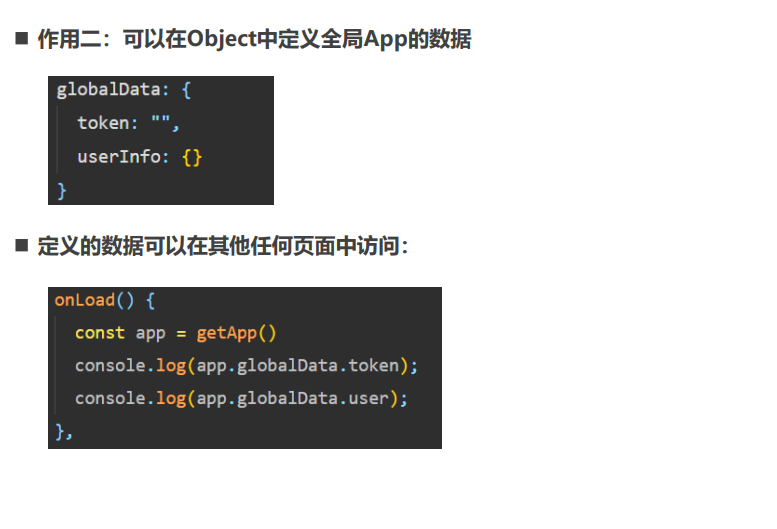 ■ 作用二：可以在Object中定义全局App的数据
globalData: {
  token: "",
  userInfo: {}
}
■ 定义的数据可以在其他任何页面中访问：
onLoad() {
  const app = getApp()
  console.log(app.globalData.token);
  console.log(app.globalData.user);
},